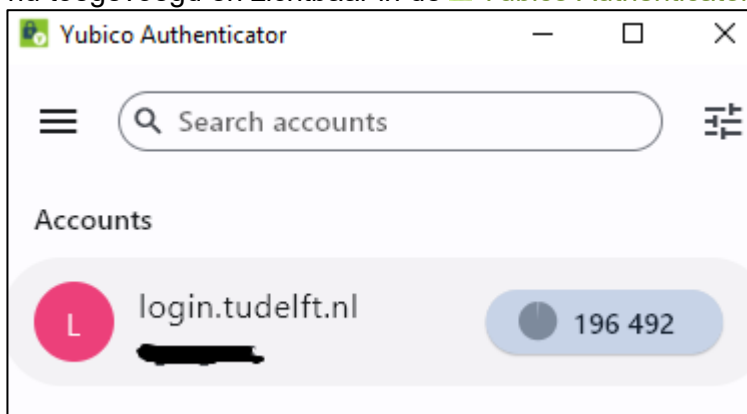 Yubico Authenticator
Search accounts
Accounts
L
login.tudelft.nl
196 492